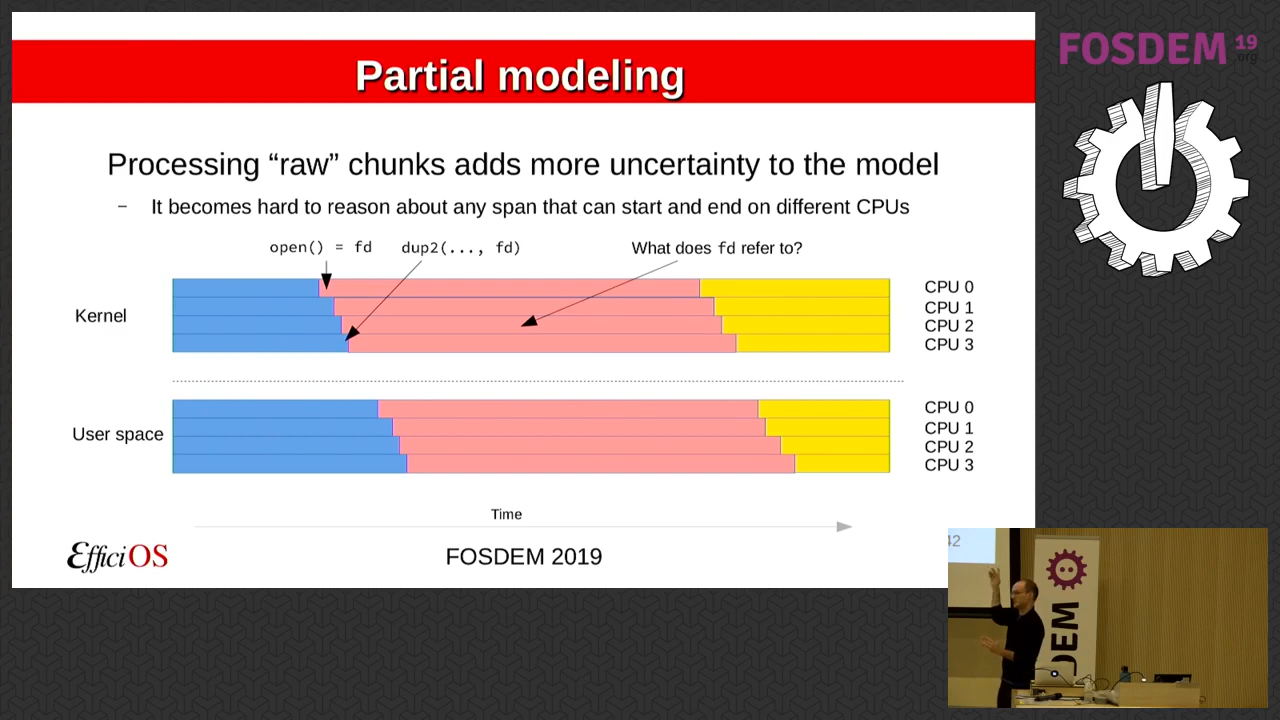 Partial modeling
FOSDEM 19
.org
Processing “raw” chunks adds more uncertainty to the model
– It becomes hard to reason about any span that can start and end on different CPUs
open() = fd dup2(..., fd) What does fd refer to?
Kernel
CPU 0
CPU 1
CPU 2
CPU 3
User space
CPU 0
CPU 1
CPU 2
CPU 3
Time
EfficiOS
FOSDEM 2019
42
DEM